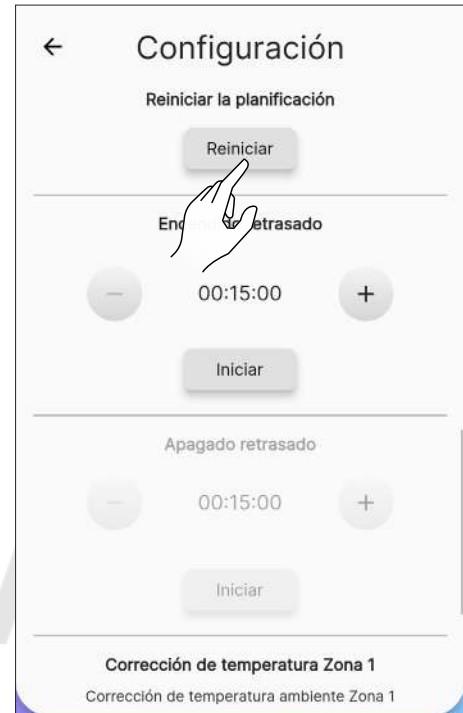 Configuración
Reiniciar la planificación
Reiniciar
retrasado
00:15:00
Iniciar
Apagado retrasado
00:15:00
Iniciar
Corrección de temperatura Zona 1
Corrección de temperatura ambiente Zona 1